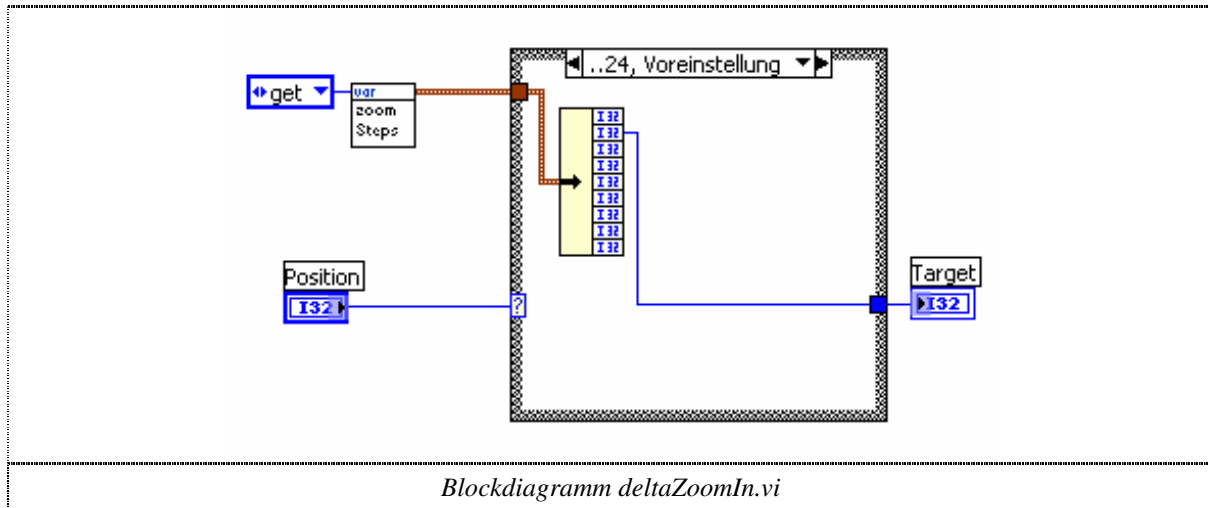 ..24, Voreinstellung
get
var
zoom
Steps
I32
I32
I32
I32
I32
I32
I32
I32
I32
Position
I32
?
Target
I32
Blockdiagramm deltaZoomIn.vi